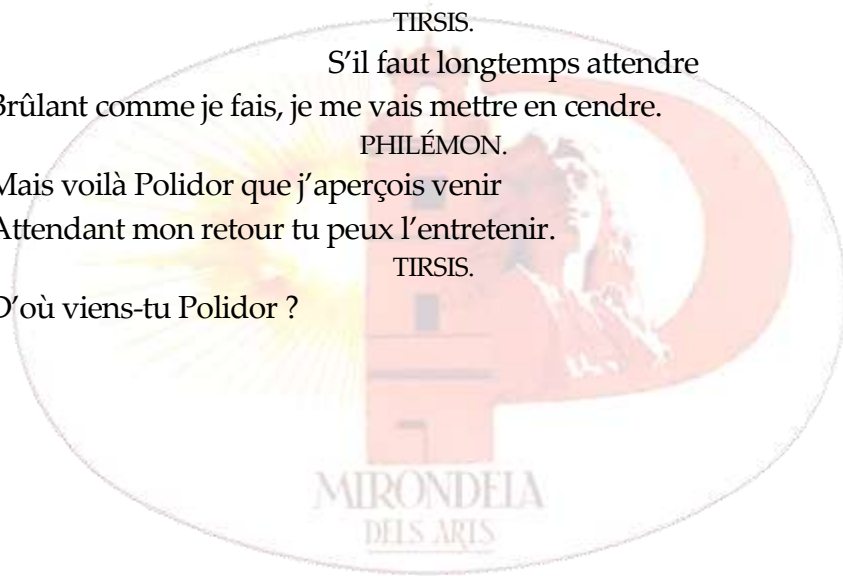 TIRSIS.
S’il faut longtemps attendre
Brûlant comme je fais, je me vais mettre en cendre.
PHILÉMON.
Mais voilà Polidor que j’aperçois venir
Attendant mon retour tu peux l’entretenir.
TIRSIS.
D’où viens-tu Polidor ?
MIRONDELA
DELS ARTS